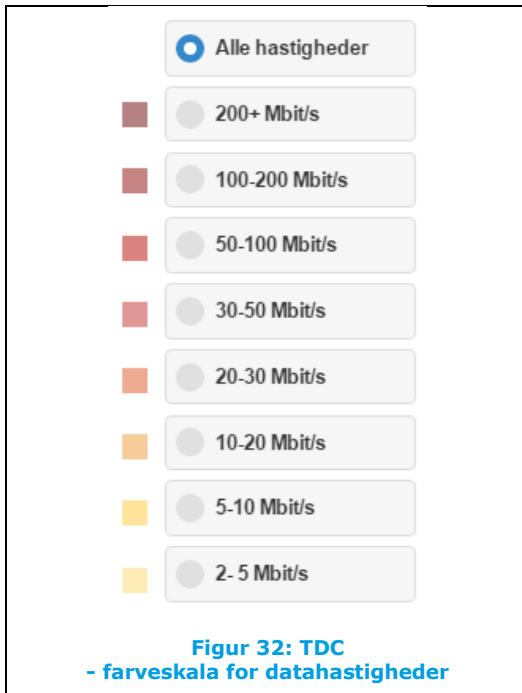 Alle hastigheder
200+ Mbit/s
100-200 Mbit/s
50-100 Mbit/s
30-50 Mbit/s
20-30 Mbit/s
10-20 Mbit/s
5-10 Mbit/s
2- 5 Mbit/s
Figur 32: TDC
- farveskala for datahastigheder